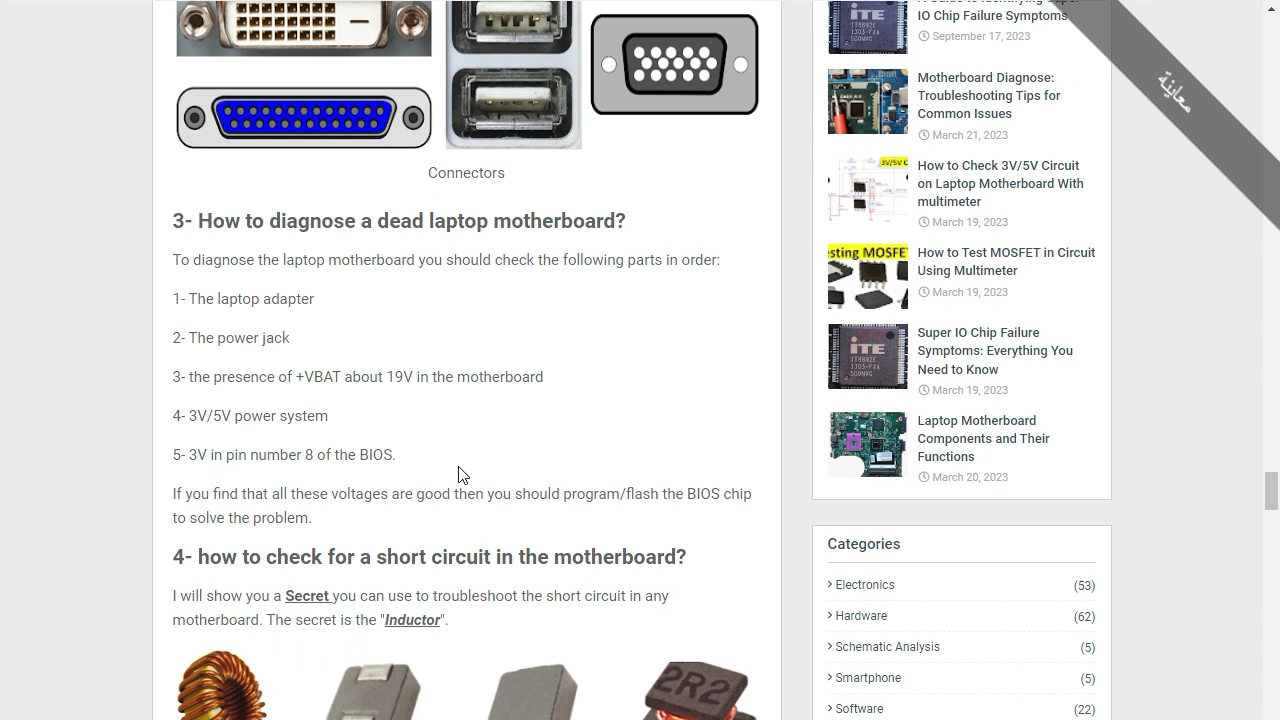 Connectors
3- How to diagnose a dead laptop motherboard?
To diagnose the laptop motherboard you should check the following parts in order:
1- The laptop adapter
2- The power jack
3- the presence of +VBAT about 19V in the motherboard
4- 3V/5V power system
5- 3V in pin number 8 of the BIOS.
If you find that all these voltages are good then you should program/flash the BIOS chip
to solve the problem.
4- how to check for a short circuit in the motherboard?
I will show you a Secret you can use to troubleshoot the short circuit in any
motherboard. The secret is the "Inductor".
2R2
IO Chip Failure Symptoms
September 17, 2023
Motherboard Diagnose:
Troubleshooting Tips for
Common Issues
March 21, 2023
3V/5V C
How to Check 3V/5V Circuit
on Laptop Motherboard With
multimeter
March 19, 2023
esting MOSFE
How to Test MOSFET in Circuit
Using Multimeter
March 19, 2023
iTE
IT8892E
1303-FXA
Super IO Chip Failure
Symptoms: Everything You
Need to Know
March 19, 2023
Laptop Motherboard
Components and Their
Functions
March 20, 2023
Categories
Electronics (53)
Hardware (62)
Schematic Analysis (5)
Smartphone (5)
Software (22)
معاينة